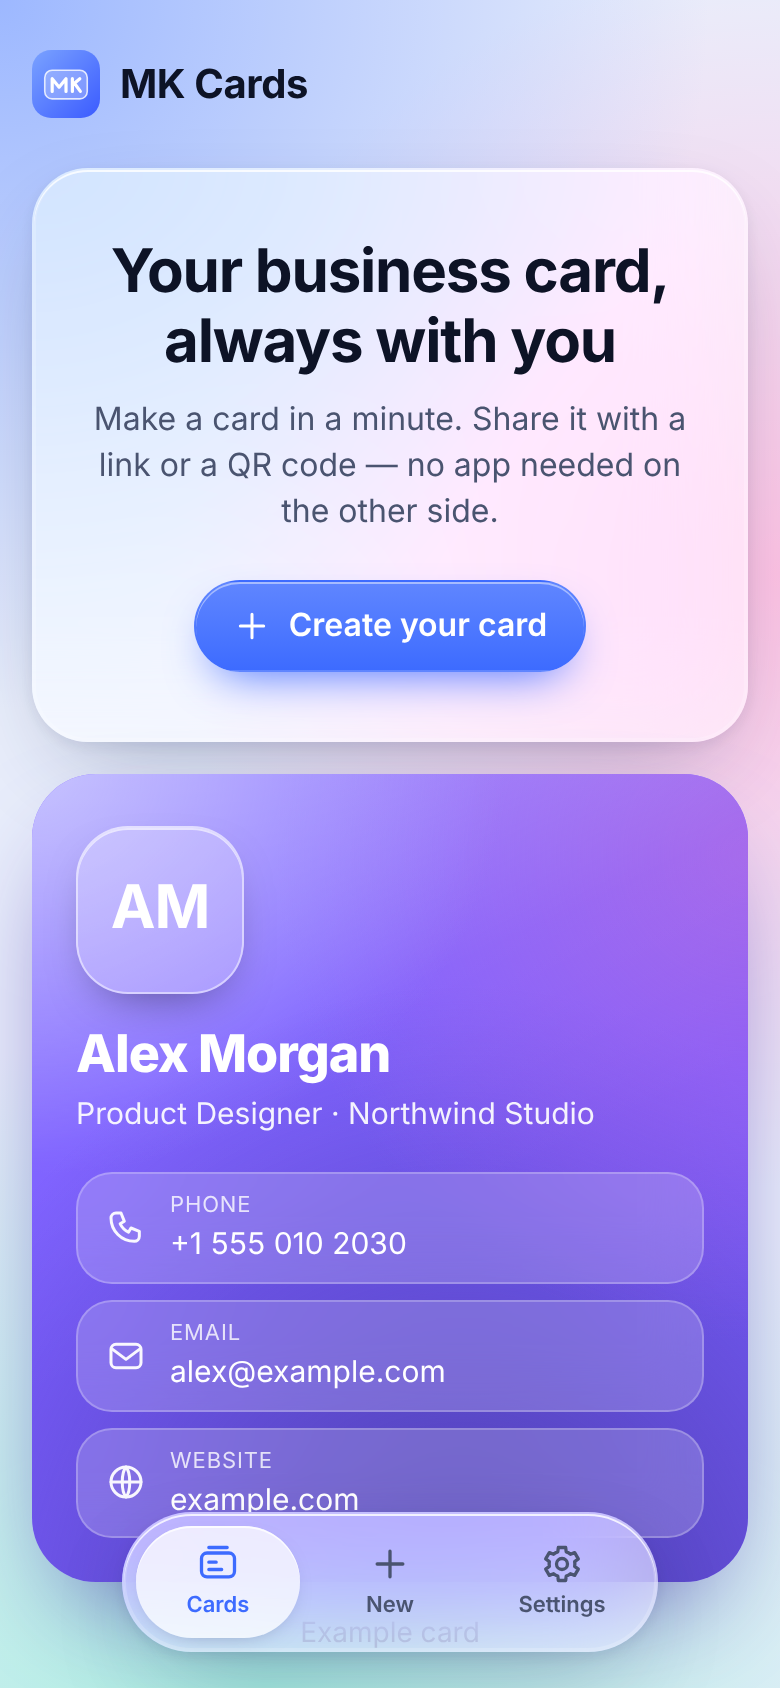 MK
MK Cards
Your business card,
always with you
Make a card in a minute. Share it with a
link or a QR code — no app needed on
the other side.
Create your card
AM
Alex Morgan
Product Designer · Northwind Studio
PHONE
+1 555 010 2030
EMAIL
alex@example.com
WEBSITE
example.com
Cards
New
Settings
Example card